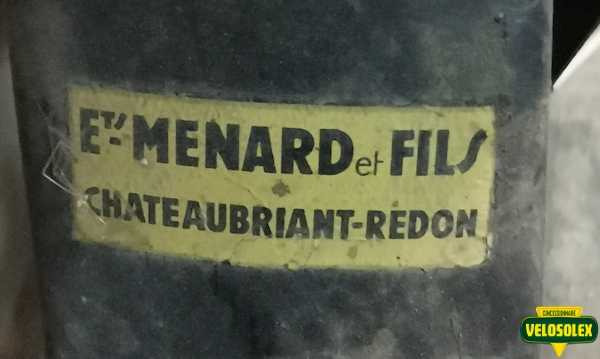 Ets MENARD et FILS
CHATEAUBRIANT-REDON
CONCESSIONNAIRE
VELOSOLEX